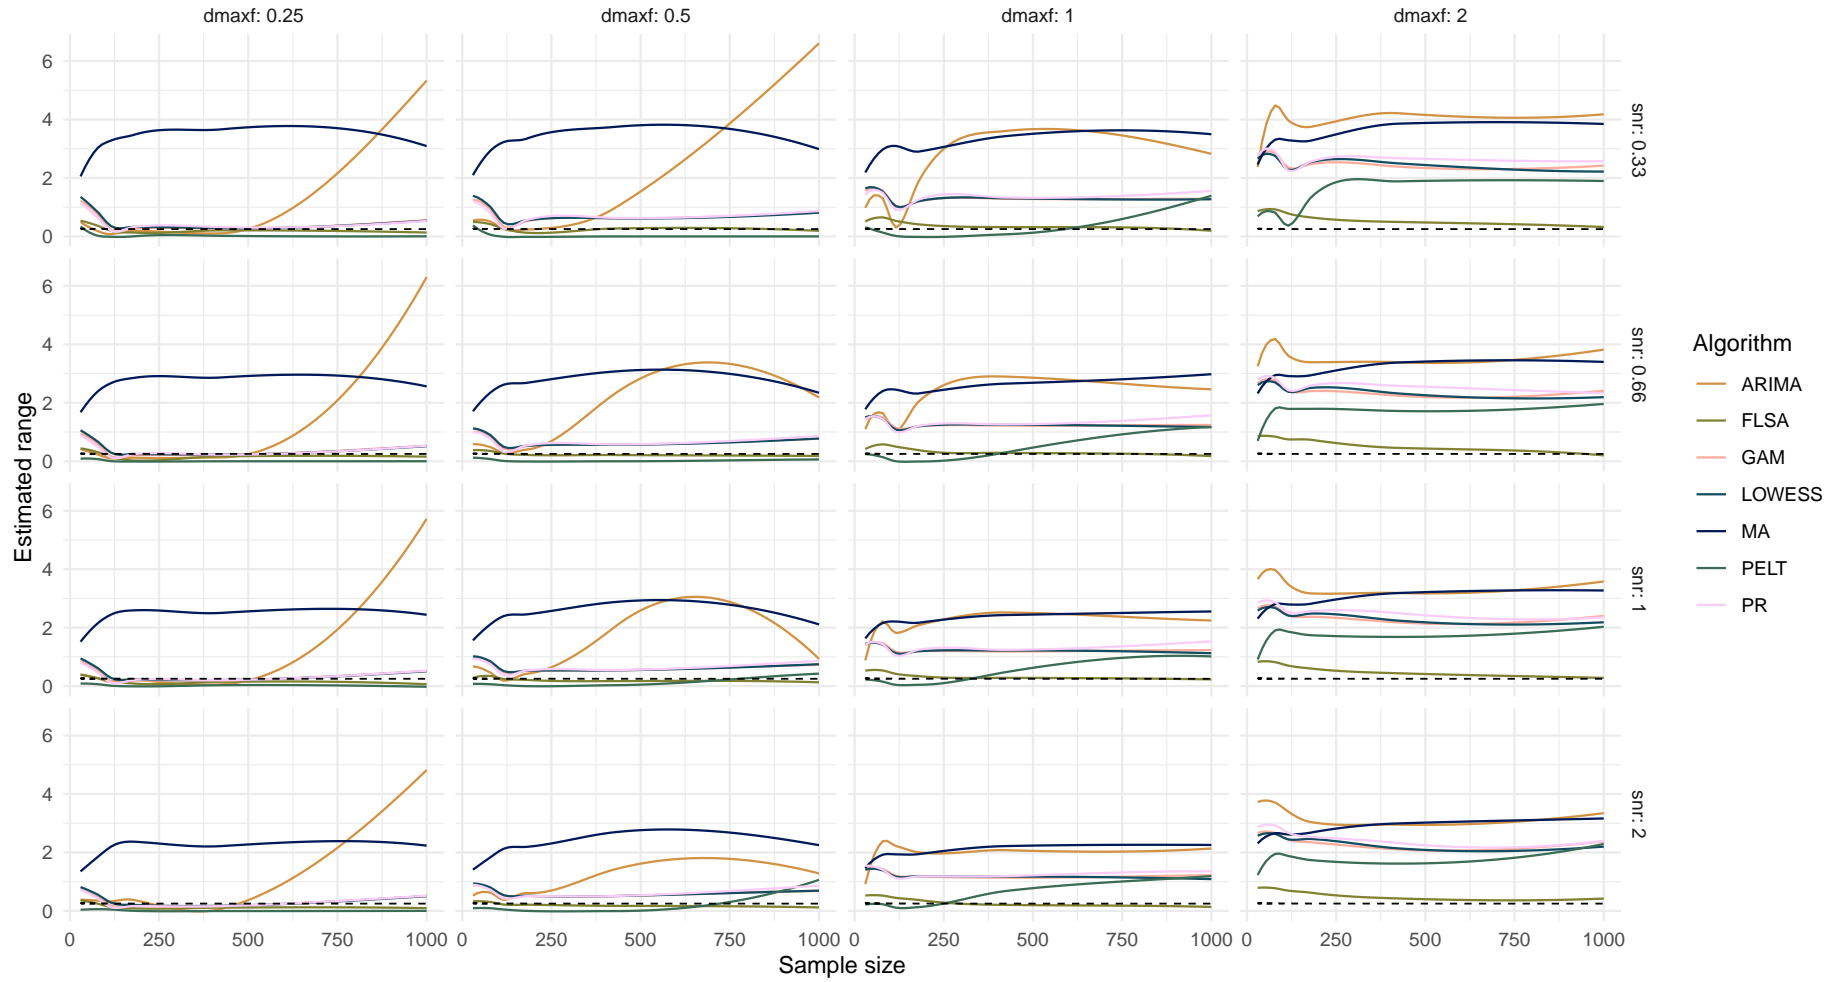 dmaxf: 0.25 dmaxf: 0.5 dmaxf: 1 dmaxf: 2
6
4
2
0
snr: 0.33
6
4
2
0
snr: 0.66
6
4
2
0
snr: 1
6
4
2
0
snr: 2
0 250 500 750 1000 0 250 500 750 1000 0 250 500 750 1000 0 250 500 750 1000
Sample size
Estimated range
Algorithm
ARIMA
FLSA
GAM
LOWESS
MA
PELT
PR